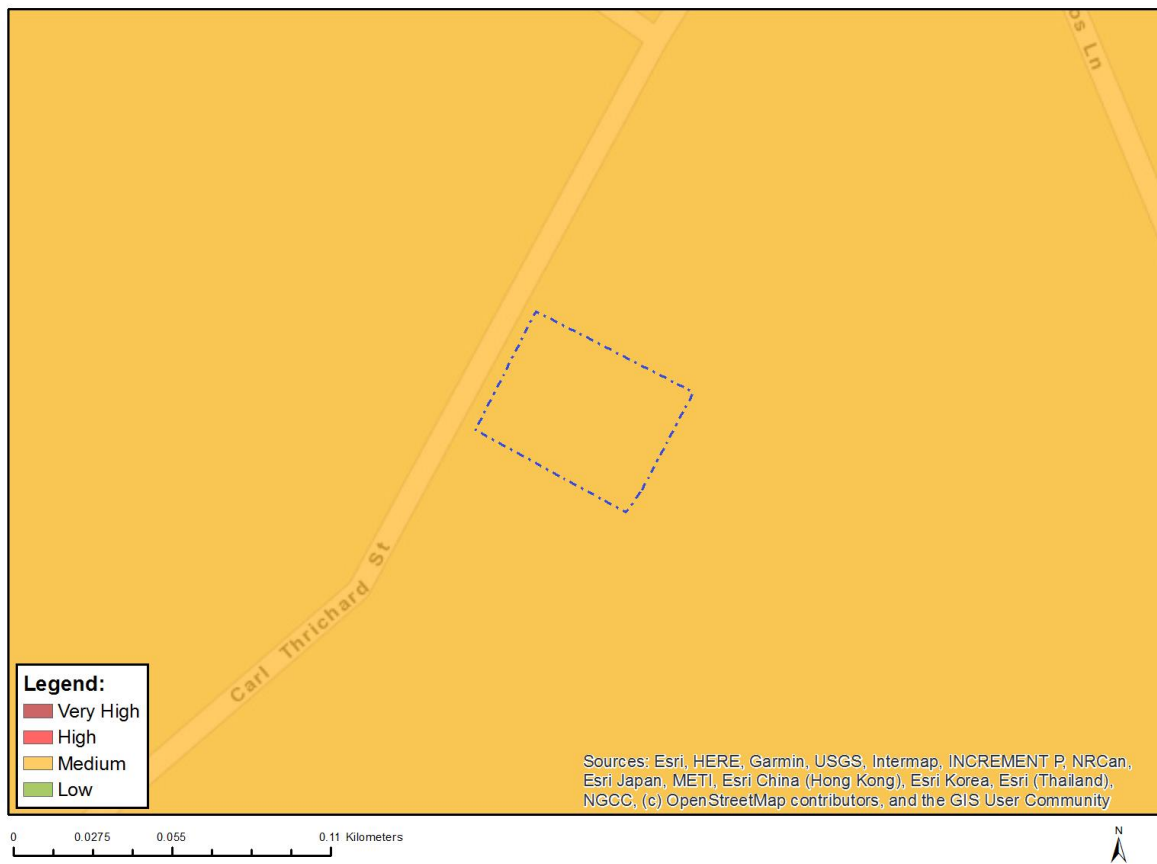 os Ln
Carl Thrichard St
Legend:
Very High
High
Medium
Low
Sources: Esri, HERE, Garmin, USGS, Intermap, INCREMENT P, NRCan,
Esri Japan, METI, Esri China (Hong Kong), Esri Korea, Esri (Thailand),
NGCC, (c) OpenStreetMap contributors, and the GIS User Community
0 0.0275 0.055 0.11 Kilometers
N